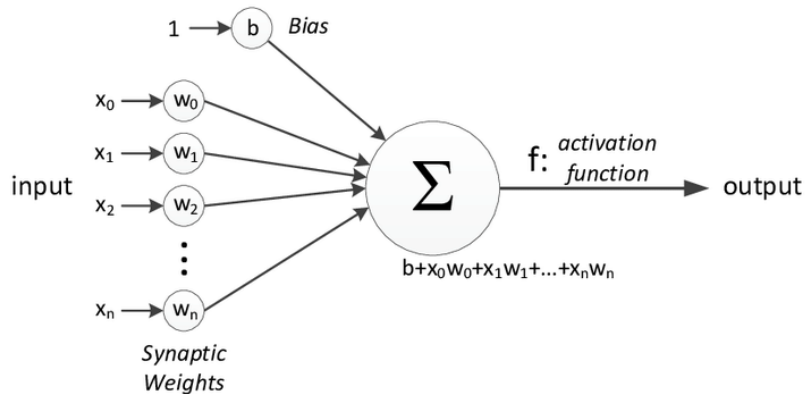 1 b Bias
x₀ w₀
x₁ w₁
input
x₂ w₂
⋮
xₙ wₙ
Synaptic
Weights
Σ
b+x₀w₀+x₁w₁+...+xₙwₙ
f: activation
function
output